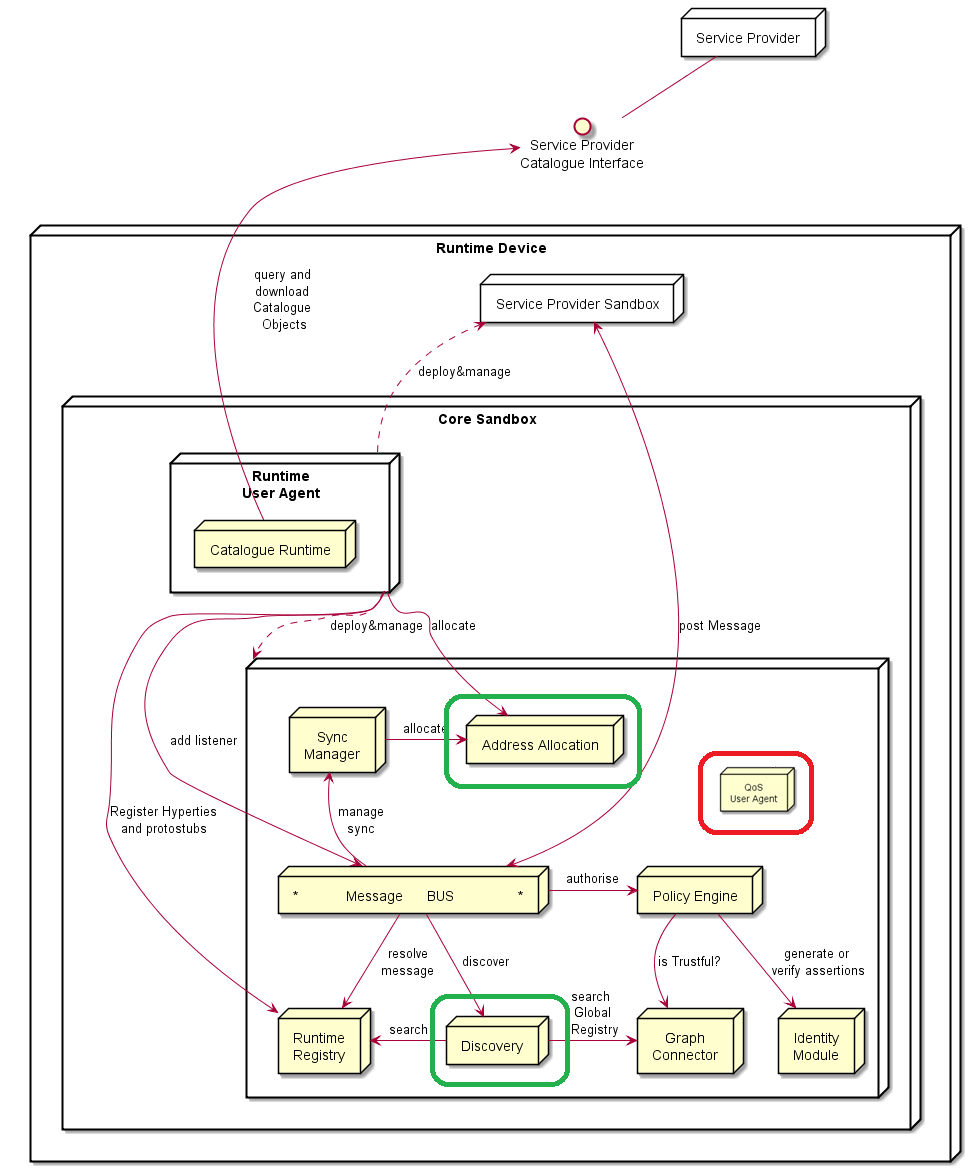 Service Provider
Service Provider
Catalogue Interface
Runtime Device
query and
download
Catalogue
Objects
Service Provider Sandbox
deploy&manage
Core Sandbox
Runtime
User Agent
Catalogue Runtime
deploy&manage
allocate
post Message
Sync
Manager
allocate
Address Allocation
add listener
QoS
User Agent
Register Hyperties
and protostubs
manage
sync
* Message BUS *
authorise
Policy Engine
resolve
message
discover
is Trustful?
generate or
verify assertions
search
Global
Registry
Runtime
Registry
search
Discovery
Graph
Connector
Identity
Module